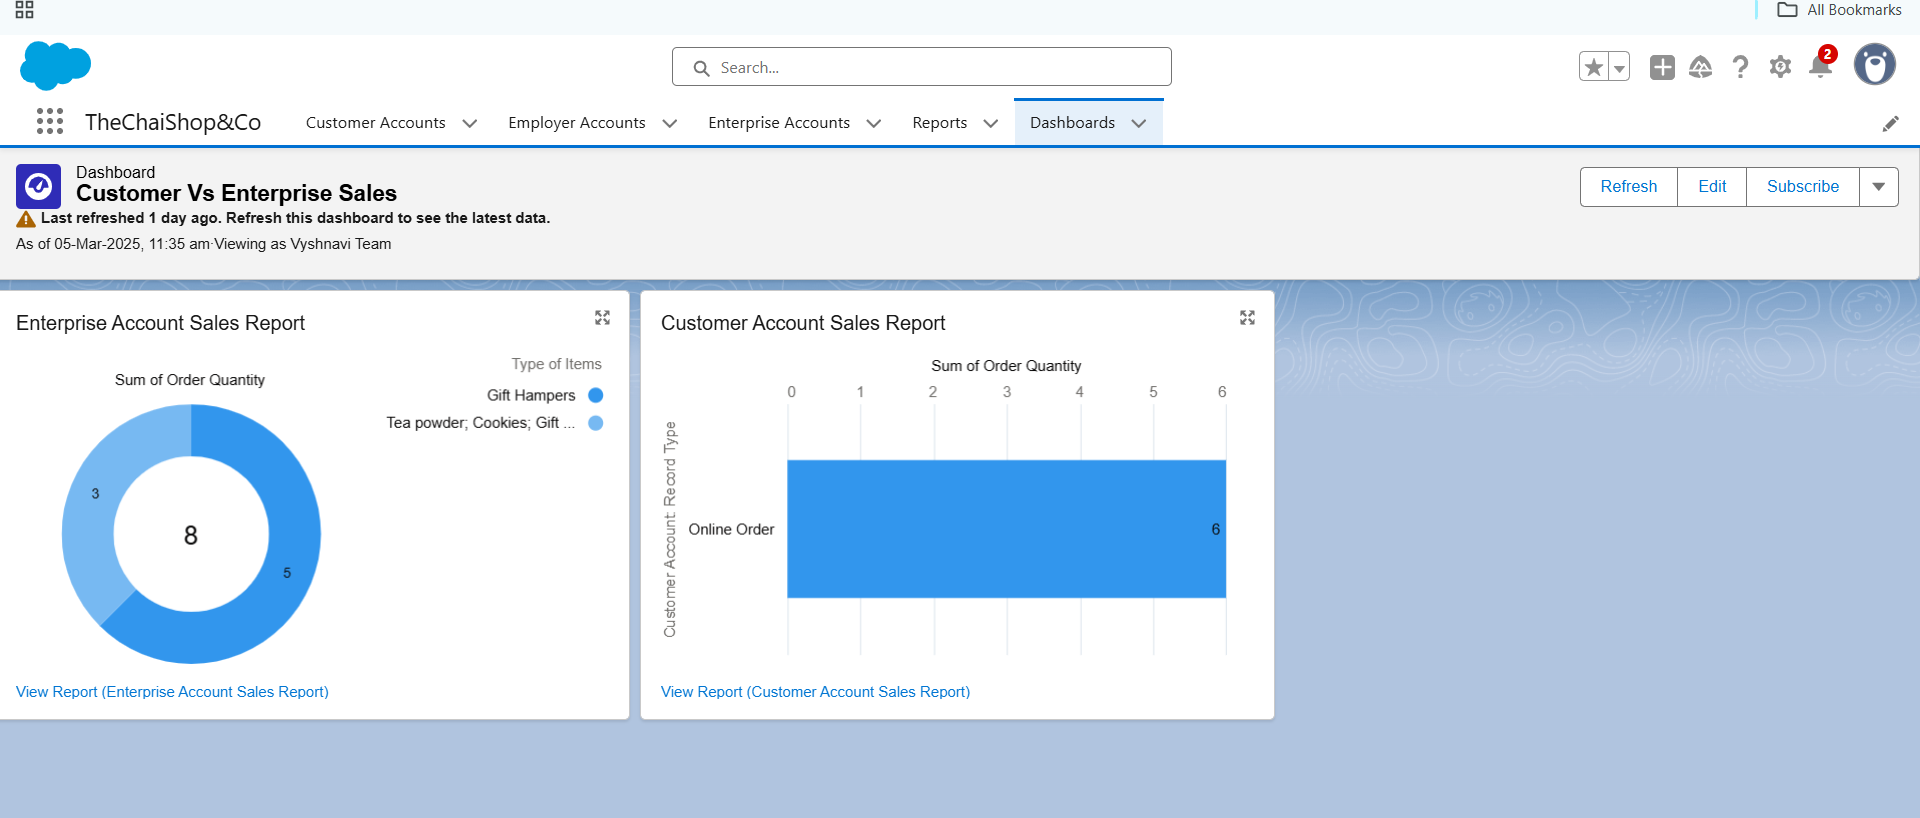 All Bookmarks
Search...
2
TheChaiShop&Co
Customer Accounts
Employer Accounts
Enterprise Accounts
Reports
Dashboards
Dashboard
Customer Vs Enterprise Sales
Last refreshed 1 day ago. Refresh this dashboard to see the latest data.
As of 05-Mar-2025, 11:35 am·Viewing as Vyshnavi Team
Refresh
Edit
Subscribe
Enterprise Account Sales Report
Type of Items
Sum of Order Quantity
Gift Hampers
Tea powder; Cookies; Gift ...
3
8
5
View Report (Enterprise Account Sales Report)
Customer Account Sales Report
Sum of Order Quantity
0 1 2 3 4 5 6
Customer Account: Record Type
Online Order
6
View Report (Customer Account Sales Report)